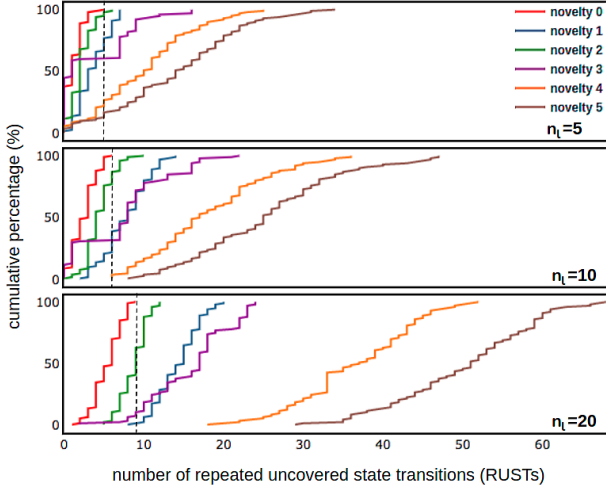 100
50
0
novelty 0
novelty 1
novelty 2
novelty 3
novelty 4
novelty 5
nₗ=5
100
50
0
nₗ=10
100
50
0
nₗ=20
0 10 20 30 40 50 60
cumulative percentage (%)
number of repeated uncovered state transitions (RUSTs)